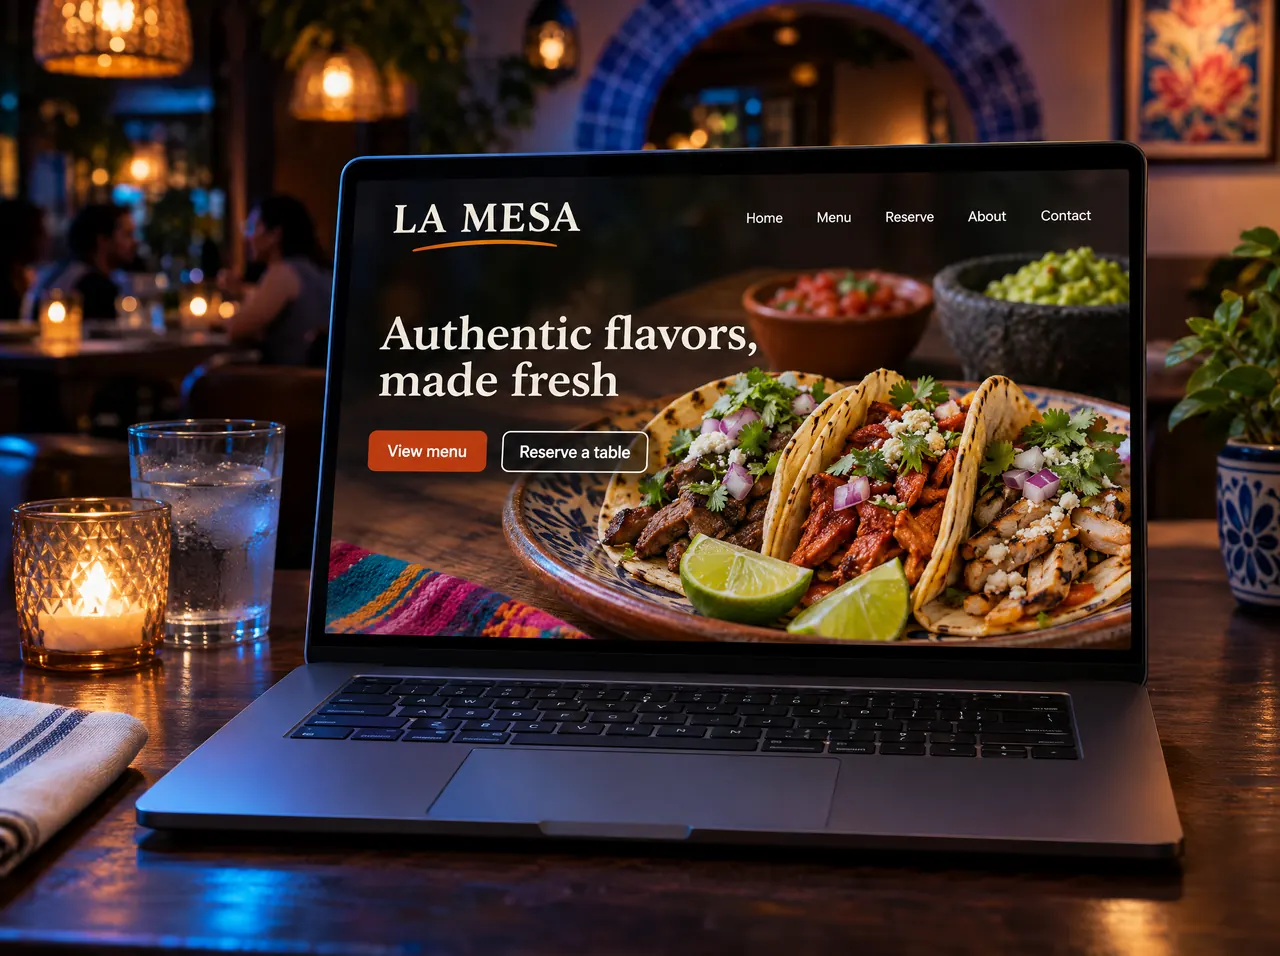 LA MESA
Home Menu Reserve About Contact
Authentic flavors,
made fresh
View menu
Reserve a table